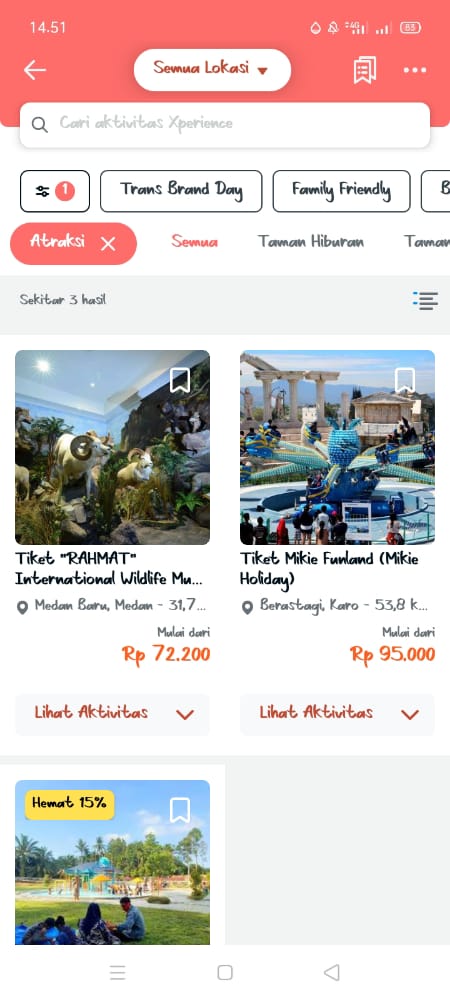 14.51
4G
83
Semua Lokasi
Cari aktivitas Xperience
1
Trans Brand Day
Family Friendly
B
Atraksi
Semua
Taman Hiburan
Taman
Sekitar 3 hasil
Tiket "RAHMAT"
International Wildlife Mu...
Medan Baru, Medan - 31,7...
Mulai dari
Rp 72.200
Lihat Aktivitas
Tiket Mikie Funland (Mikie
Holiday)
Berastagi, Karo - 53,8 k...
Mulai dari
Rp 95.000
Lihat Aktivitas
Hemat 15%